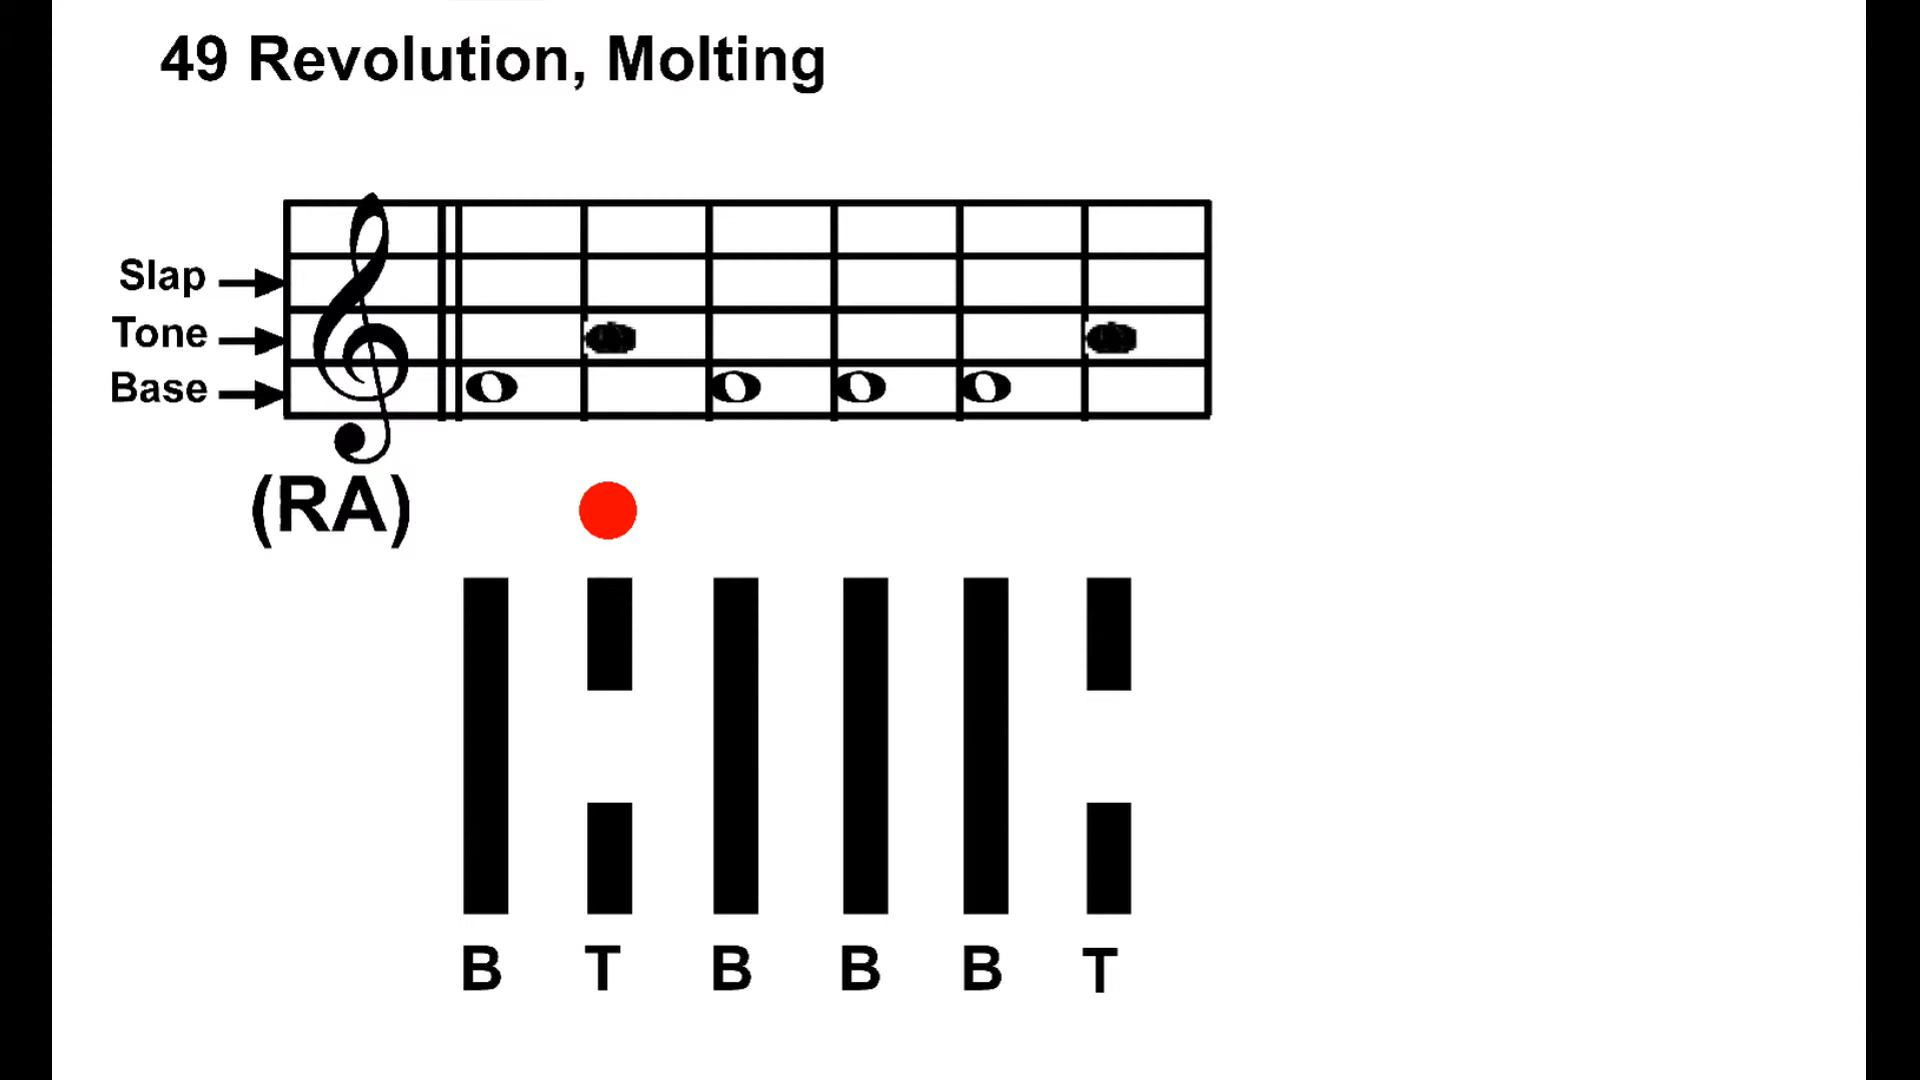 49 Revolution, Molting
Slap
Tone
Base
(RA)
B T B B B T